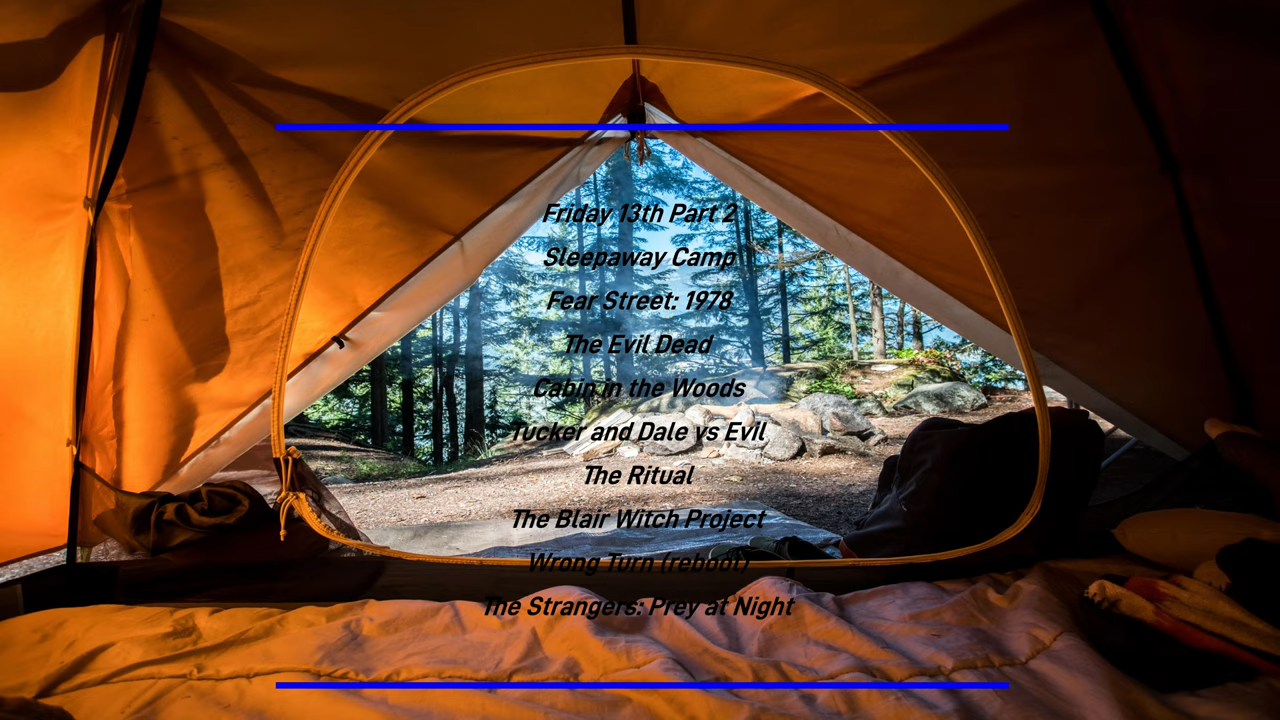 Friday 13th Part 2
Sleepaway Camp
Fear Street: 1978
The Evil Dead
Cabin in the Woods
Tucker and Dale vs Evil
The Ritual
The Blair Witch Project
Wrong Turn (reboot)
The Strangers: Prey at Night